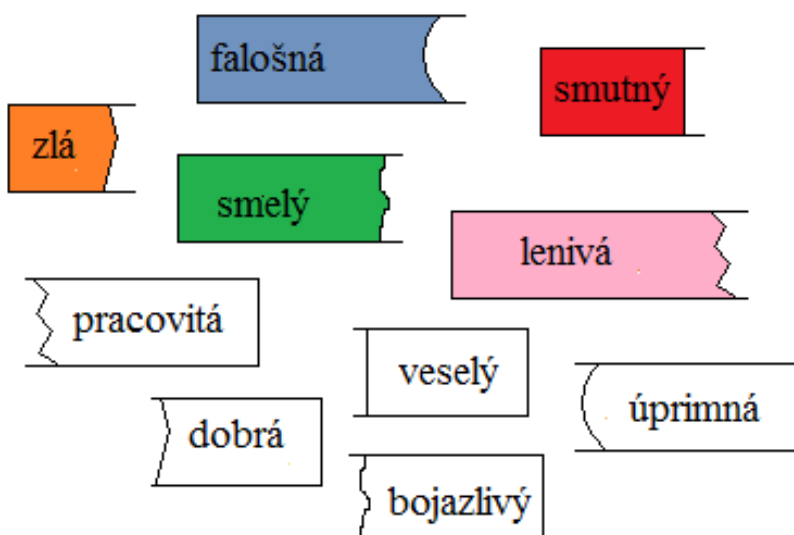 falošná
smutný
zlá
smelý
lenivá
pracovitá
veselý
úprimná
dobrá
bojazlivý